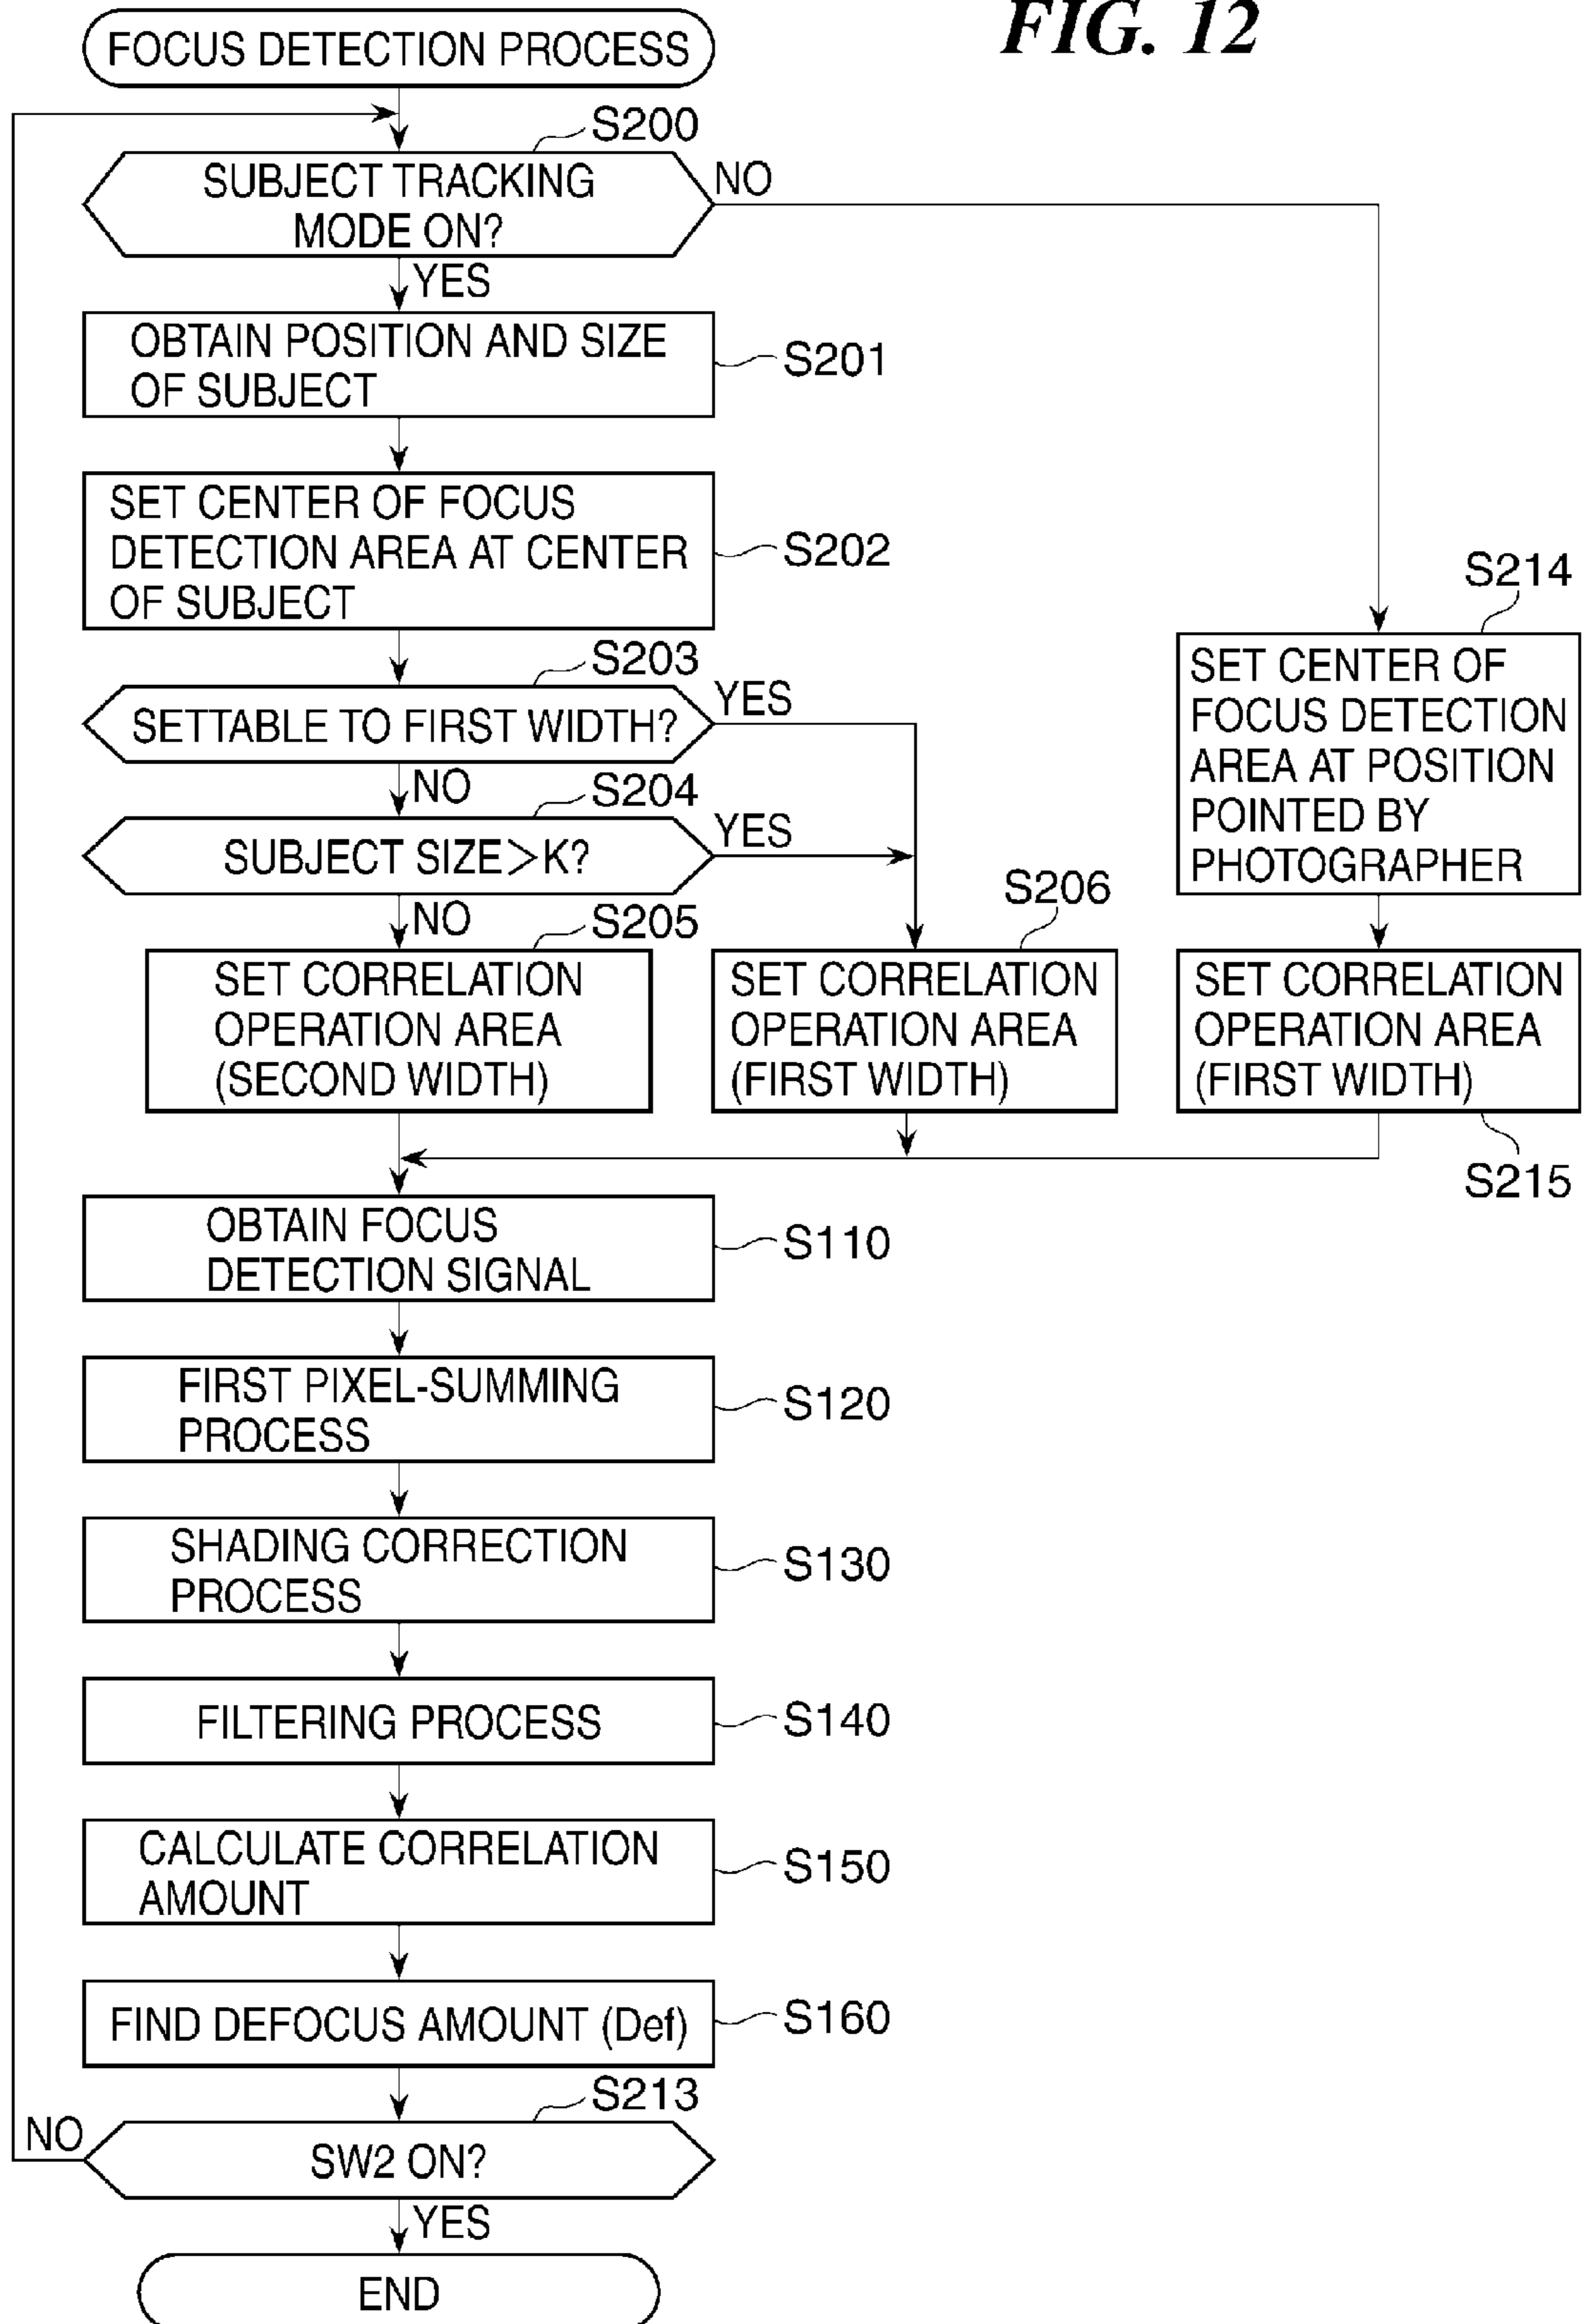 FIG. 12
FOCUS DETECTION PROCESS
S200
SUBJECT TRACKING
MODE ON?
NO
YES
OBTAIN POSITION AND SIZE
OF SUBJECT
S201
SET CENTER OF FOCUS
DETECTION AREA AT CENTER
OF SUBJECT
S202
S203
SETTABLE TO FIRST WIDTH?
YES
NO
S204
SUBJECT SIZE>K?
YES
NO
S205
SET CORRELATION
OPERATION AREA
(SECOND WIDTH)
S206
SET CORRELATION
OPERATION AREA
(FIRST WIDTH)
S214
SET CENTER OF
FOCUS DETECTION
AREA AT POSITION
POINTED BY
PHOTOGRAPHER
SET CORRELATION
OPERATION AREA
(FIRST WIDTH)
S215
OBTAIN FOCUS
DETECTION SIGNAL
S110
FIRST PIXEL-SUMMING
PROCESS
S120
SHADING CORRECTION
PROCESS
S130
FILTERING PROCESS
S140
CALCULATE CORRELATION
AMOUNT
S150
FIND DEFOCUS AMOUNT (Def)
S160
S213
SW2 ON?
NO
YES
END